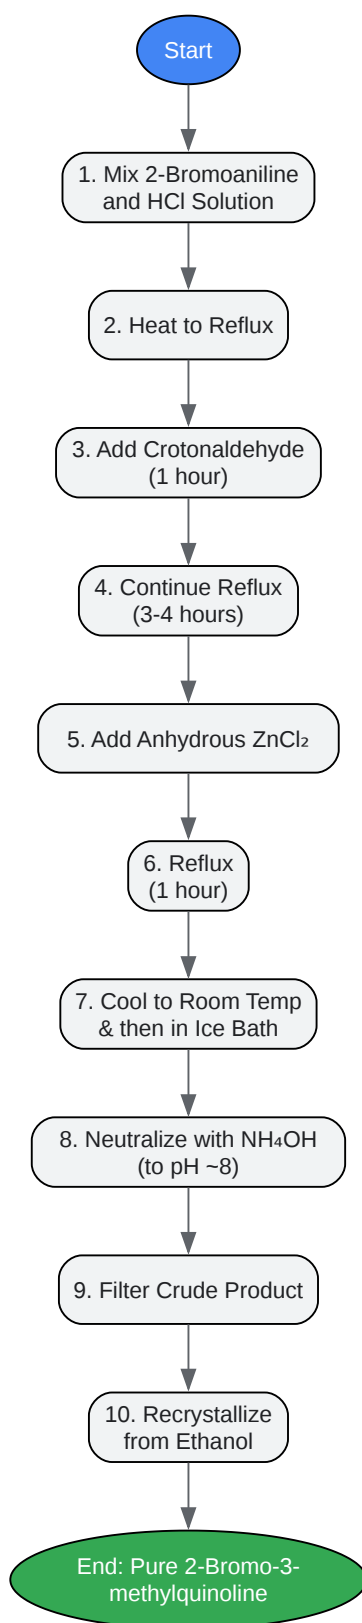 Start
1. Mix 2-Bromoaniline
and HCl Solution
2. Heat to Reflux
3. Add Crotonaldehyde
(1 hour)
4. Continue Reflux
(3-4 hours)
5. Add Anhydrous ZnCl₂
6. Reflux
(1 hour)
7. Cool to Room Temp
& then in Ice Bath
8. Neutralize with NH₄OH
(to pH ~8)
9. Filter Crude Product
10. Recrystallize
from Ethanol
End: Pure 2-Bromo-3-
methylquinoline